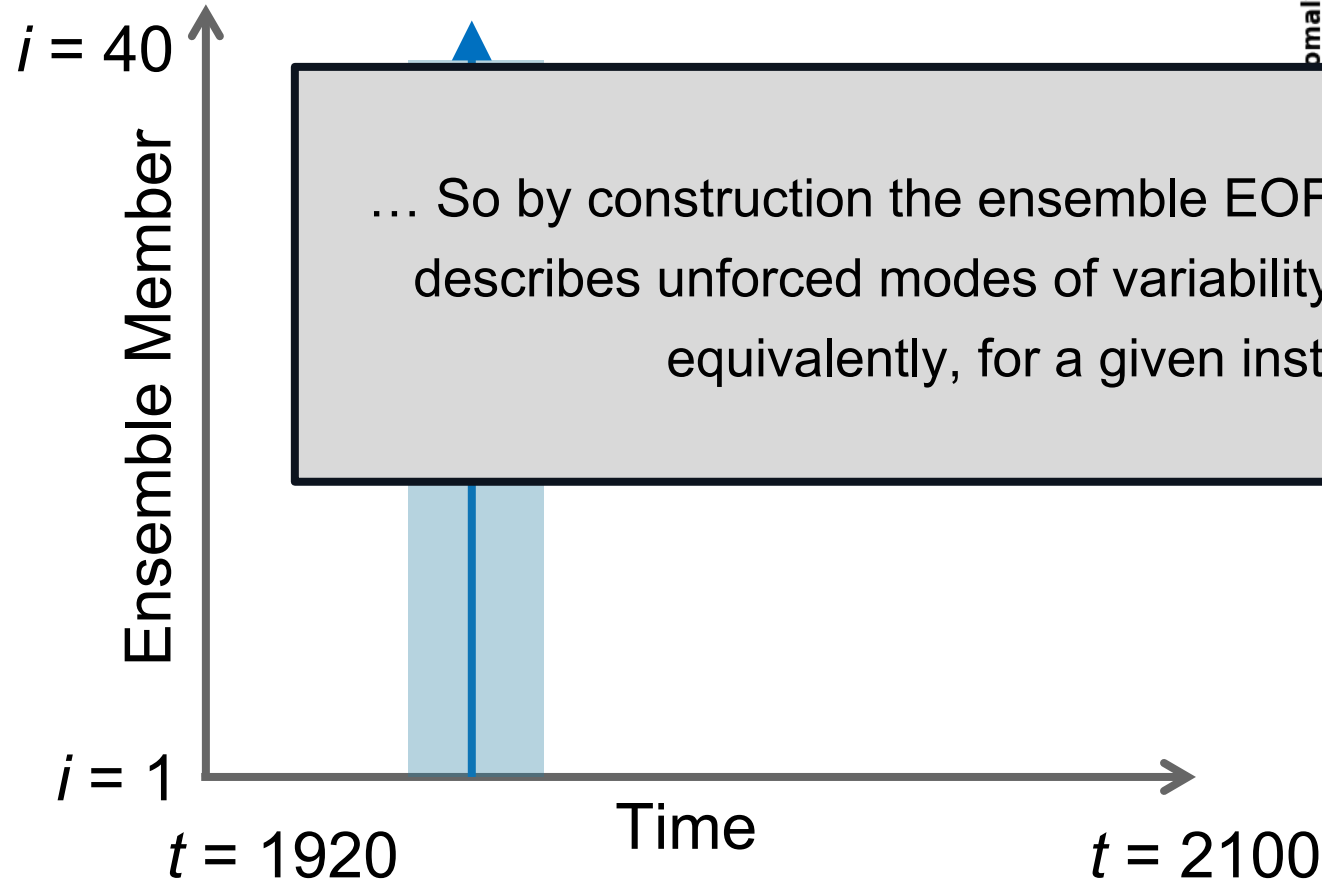 i = 40
Ensemble Member
… So by construction the ensemble EOF
describes unforced modes of variability
equivalently, for a given inst
i = 1
Time
t = 1920
t = 2100